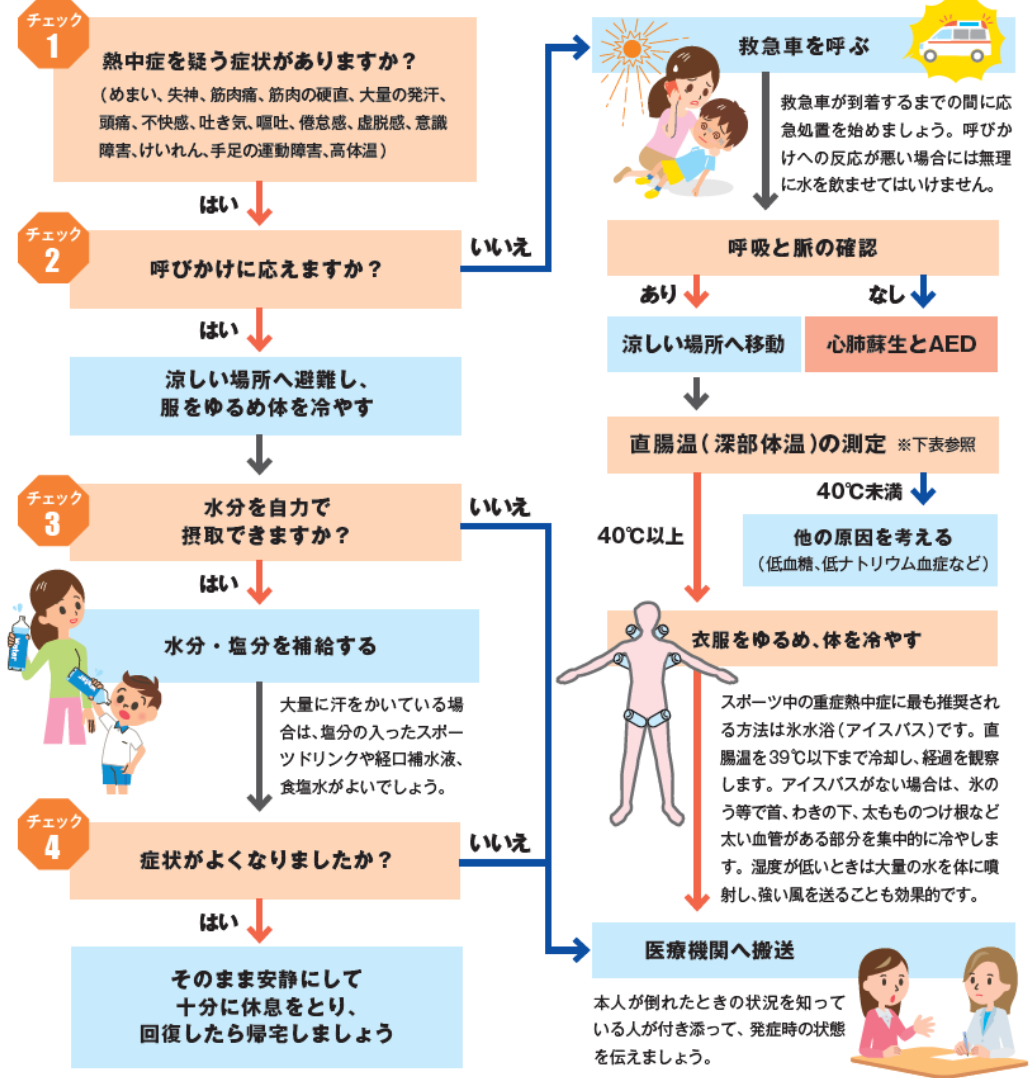 チェック
1
熱中症を疑う症状がありますか？
（めまい、失神、筋肉痛、筋肉の硬直、大量の発汗、
頭痛、不快感、吐き気、嘔吐、倦怠感、虚脱感、意識
障害、けいれん、手足の運動障害、高体温）
はい
チェック
2
呼びかけに応えますか？
いいえ
はい
涼しい場所へ避難し、
服をゆるめ体を冷やす
チェック
3
水分を自力で
摂取できますか？
いいえ
はい
水分・塩分を補給する
water
water
大量に汗をかいている場
合は、塩分の入ったスポー
ツドリンクや経口補水液、
食塩水がよいでしょう。
チェック
4
症状がよくなりましたか？
いいえ
はい
そのまま安静にして
十分に休息をとり、
回復したら帰宅しましょう
救急車を呼ぶ
救急車が到着するまでの間に応
急処置を始めましょう。呼びか
けへの反応が悪い場合には無理
に水を飲ませてはいけません。
呼吸と脈の確認
あり
なし
涼しい場所へ移動
心肺蘇生とAED
直腸温（深部体温）の測定 ※下表参照
40℃未満
40℃以上
他の原因を考える
（低血糖、低ナトリウム血症など）
衣服をゆるめ、体を冷やす
スポーツ中の重症熱中症に最も推奨され
る方法は氷水浴（アイスバス）です。直
腸温を39℃以下まで冷却し、経過を観察
します。アイスバスがない場合は、氷の
う等で首、わきの下、太もものつけ根など
太い血管がある部分を集中的に冷やしま
す。湿度が低いときは大量の水を体に噴
射し、強い風を送ることも効果的です。
医療機関へ搬送
本人が倒れたときの状況を知って
いる人が付き添って、発症時の状態
を伝えましょう。